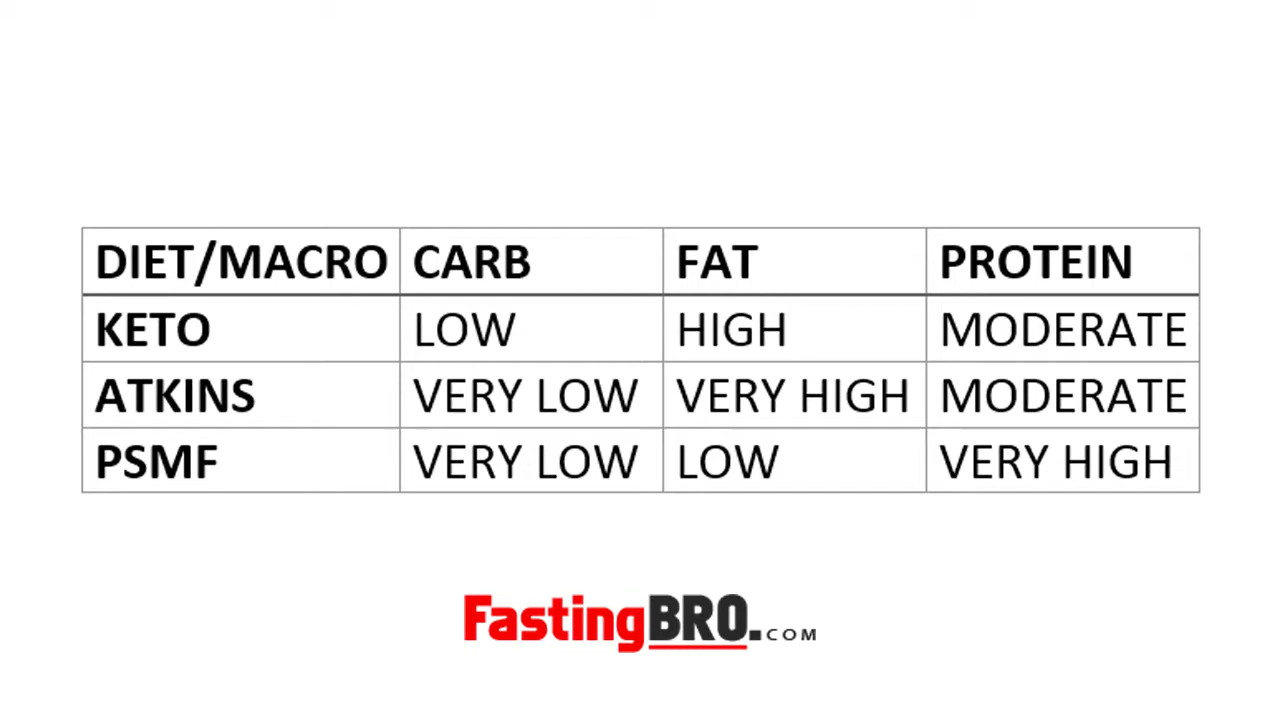 DIET/MACRO CARB FAT PROTEIN
KETO LOW HIGH MODERATE
ATKINS VERY LOW VERY HIGH MODERATE
PSMF VERY LOW LOW VERY HIGH
FastingBRO.COM